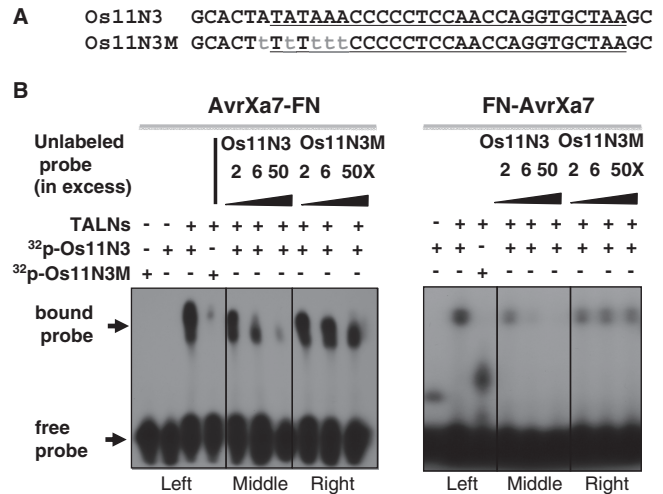 A
Os11N3 GCACTATATAAACCCCCTCCAACCAGGTGCTAAGC
Os11N3M GCACTtTtTtttCCCCCTCCAACCAGGTGCTAAGC
B
AvrXa7-FN FN-AvrXa7
Unlabeled probe (in excess) Os11N3 Os11N3M Os11N3 Os11N3M
2 6 50 2 6 50X 2 6 50 2 6 50X
TALNs - - + + + + + + + + - + + + + + + + +
32p-Os11N3 - + + - + + + + + + + + - + + + + + +
32p-Os11N3M + - - + - - - - - - - - + - - - - - -
bound probe
free probe
Left Middle Right Left Middle Right